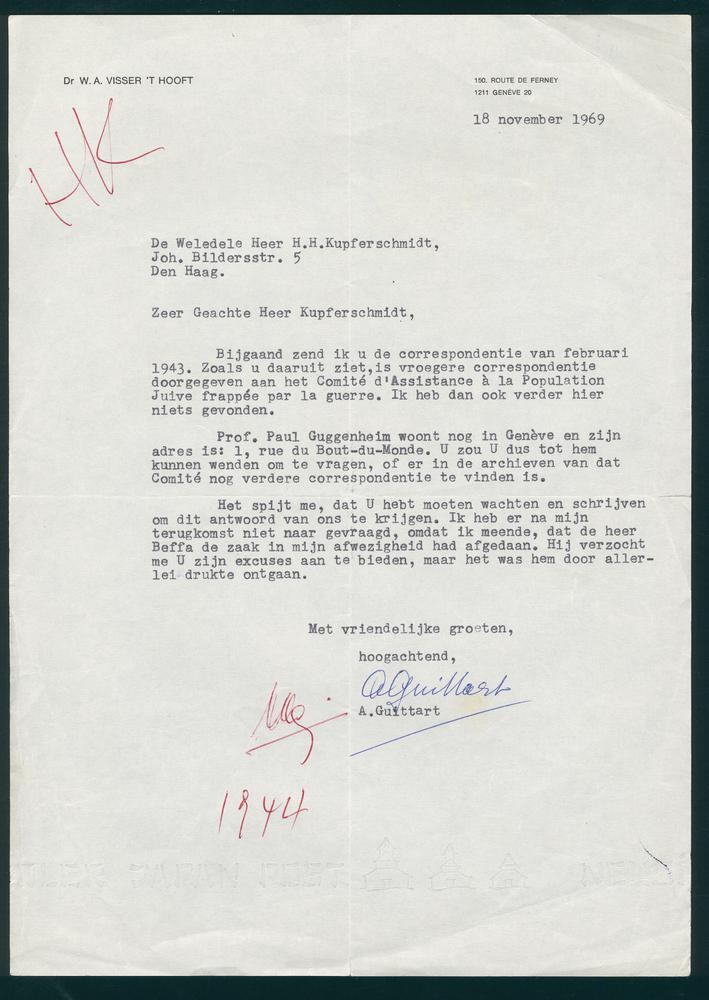 Dr W. A. VISSER 'T HOOFT
150. ROUTE DE FERNEY
1211 GENÈVE 20
18 november 1969
HK
De Weledele Heer H.H.Kupferschmidt,
Joh. Bildersstr. 5
Den Haag.
Zeer Geachte Heer Kupferschmidt,
Bijgaand zend ik u de correspondentie van februari
1943. Zoals u daaruit ziet,is vroegere correspondentie
doorgegeven aan het Comité d'Assistance à la Population
Juive frappée par la guerre. Ik heb dan ook verder hier
niets gevonden.
Prof. Paul Guggenheim woont nog in Genève en zijn
adres is: 1, rue du Bout-du-Monde. U zou U dus tot hem
kunnen wenden om te vragen, of er in de archieven van dat
Comité nog verdere correspondentie te vinden is.
Het spijt me, dat U hebt moeten wachten en schrijven
om dit antwoord van ons te krijgen. Ik heb er na mijn
terugkomst niet naar gevraagd, omdat ik meende, dat de heer
Beffa de zaak in mijn afwezigheid had afgedaan. Hij verzocht
me U zijn excuses aan te bieden, maar het was hem door aller-
lei drukte ontgaan.
Met vriendelijke groeten,
hoogachtend,
AGuittart
A.Guittart
1944